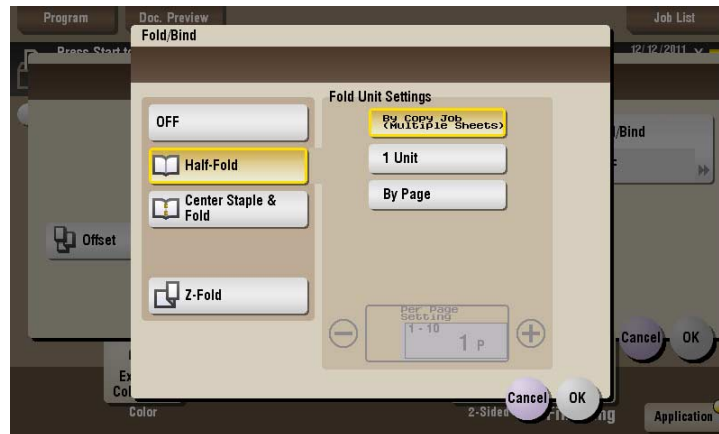 Program
Doc. Preview
Job List
Fold/Bind
Press Start to
12/12/2011
Fold Unit Settings
OFF
By Copy Job
(Multiple Sheets)
/Bind
Half-Fold
1 Unit
Center Staple &
Fold
By Page
Offset
Z-Fold
Per Page
Setting
1 - 10
1 P
Cancel
OK
Cancel
OK
Color
2-Sided
Application